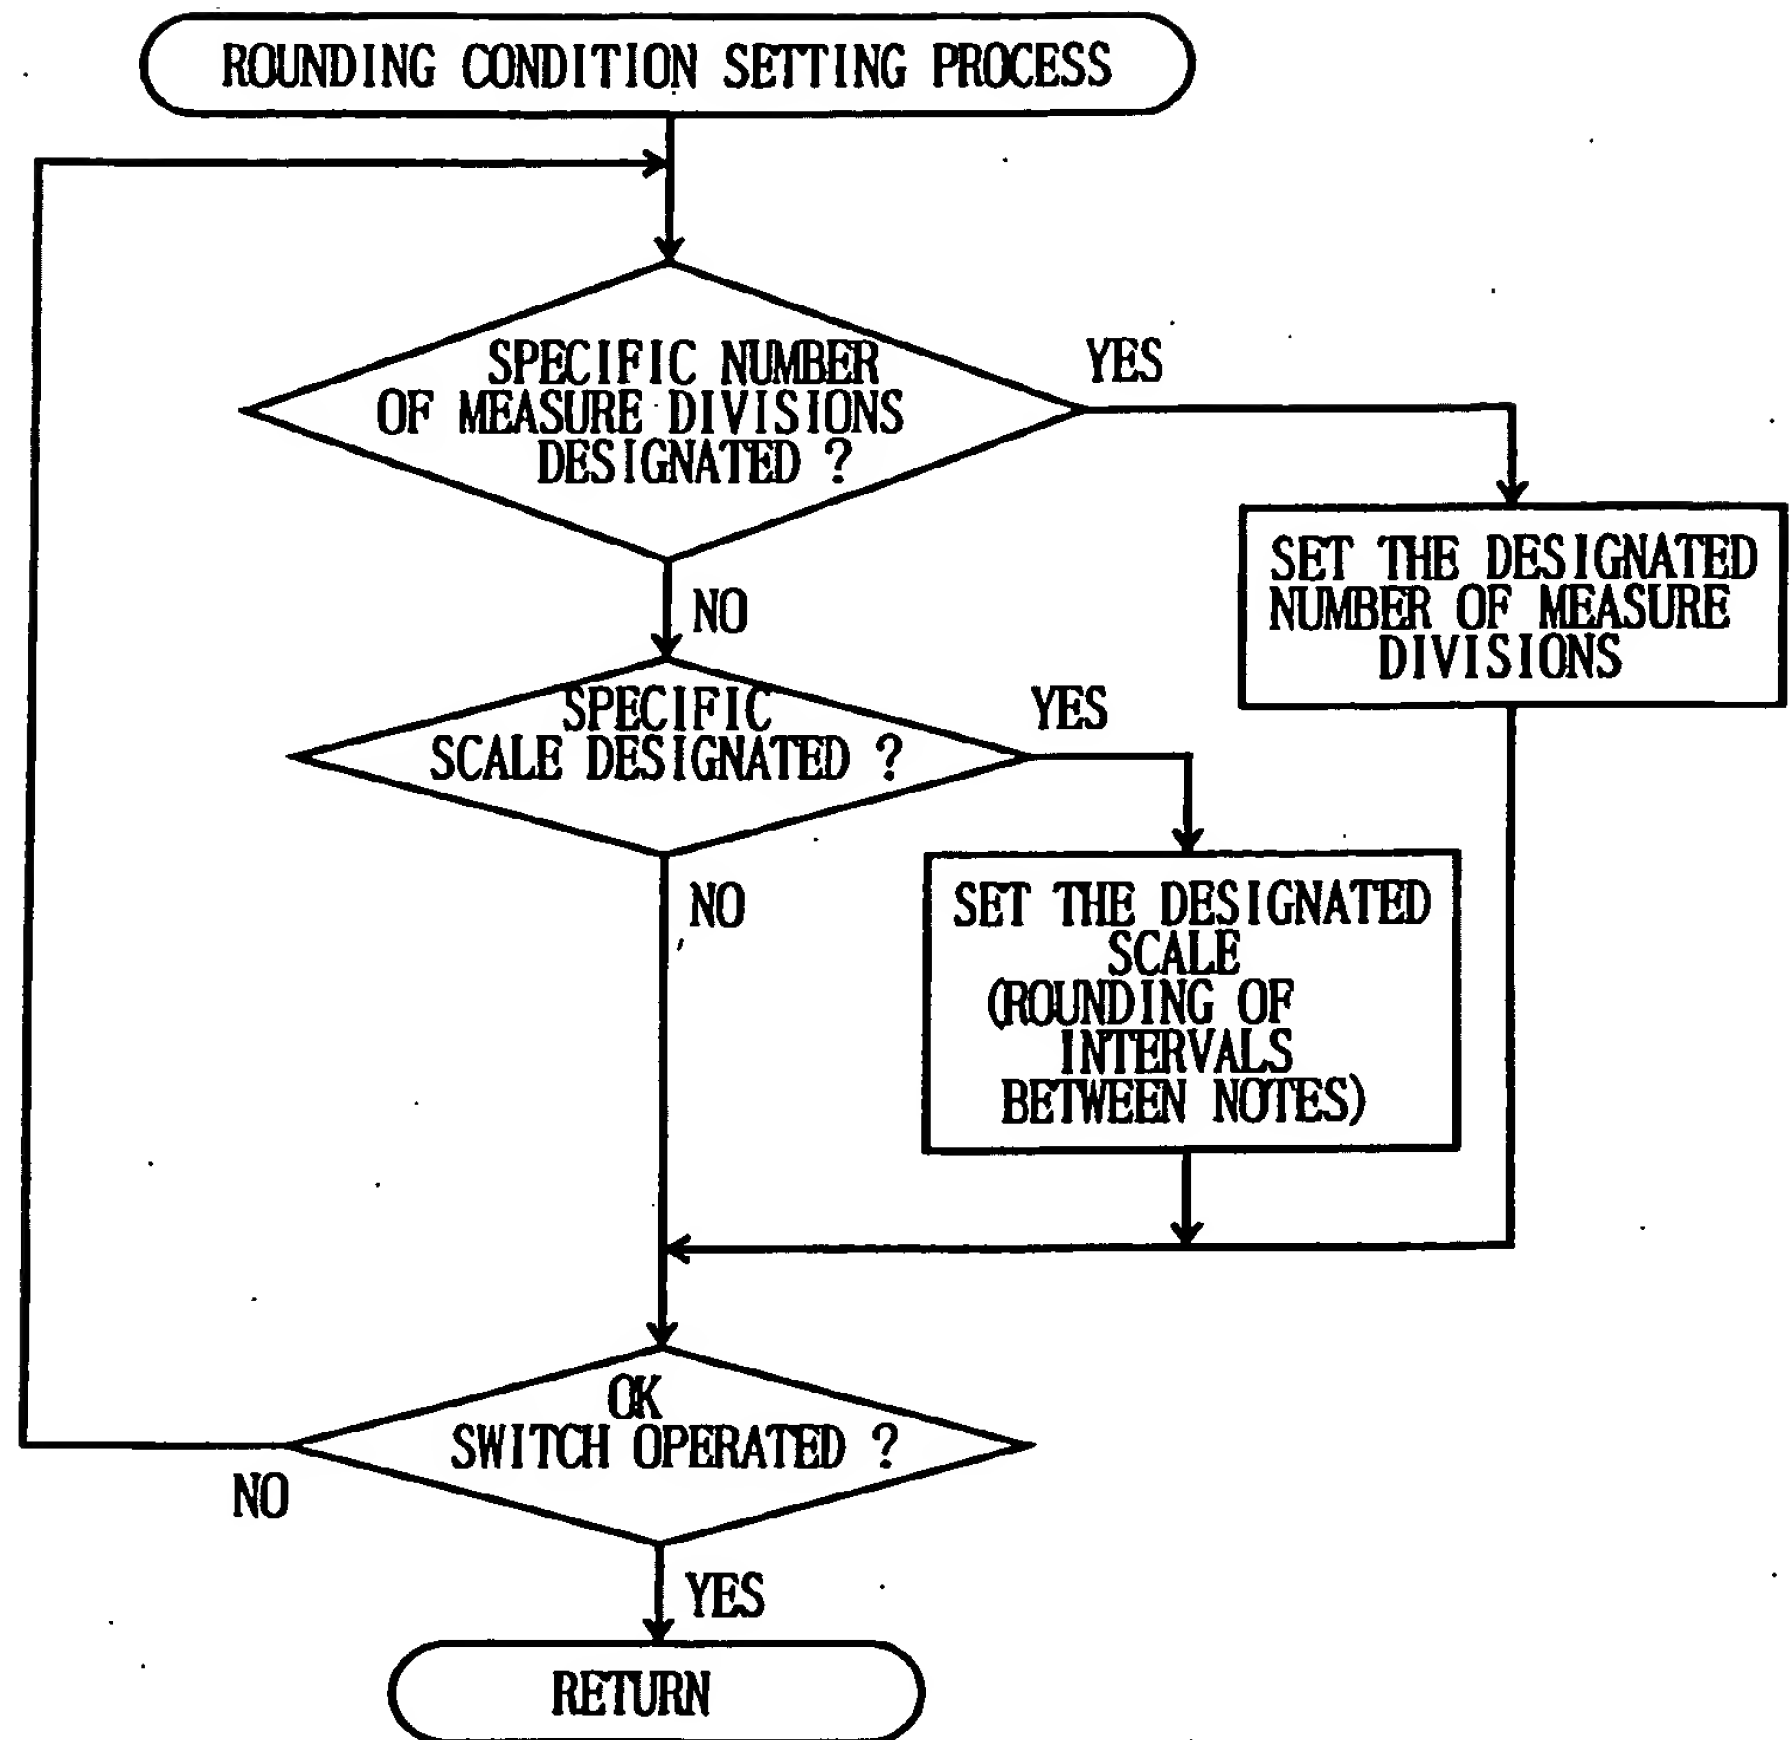 ROUNDING CONDITION SETTING PROCESS
SPECIFIC NUMBER
OF MEASURE DIVISIONS
DESIGNATED ?
YES
SET THE DESIGNATED
NUMBER OF MEASURE
DIVISIONS
NO
SPECIFIC
SCALE DESIGNATED ?
YES
SET THE DESIGNATED
SCALE
(ROUNDING OF
INTERVALS
BETWEEN NOTES)
NO
OK
SWITCH OPERATED ?
NO
YES
RETURN